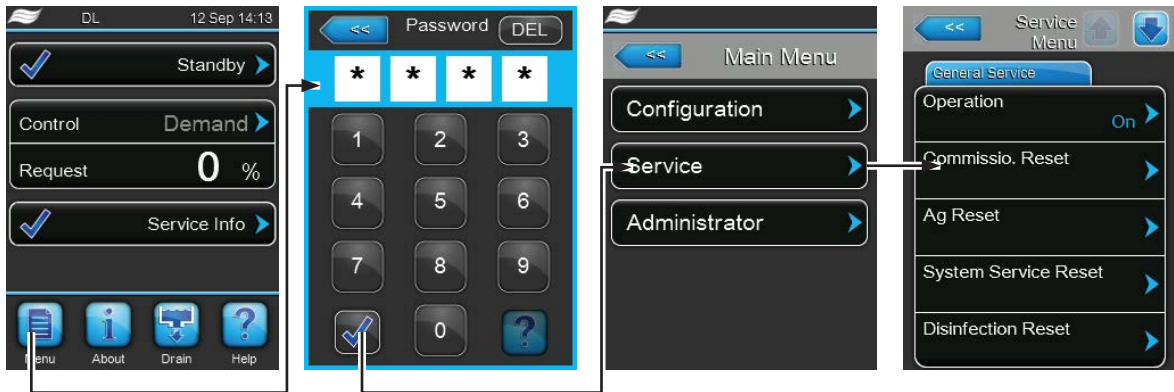 DL 12 Sep 14:13
Standby
Control Demand
Request 0 %
Service Info
Menu About Drain Help
<< Password DEL
* * * *
1 2 3
4 5 6
7 8 9
0 ?
<< Main Menu
Configuration
Service
Administrator
<< Service
Menu
General Service
Operation
On
Commissio. Reset
Ag Reset
System Service Reset
Disinfection Reset